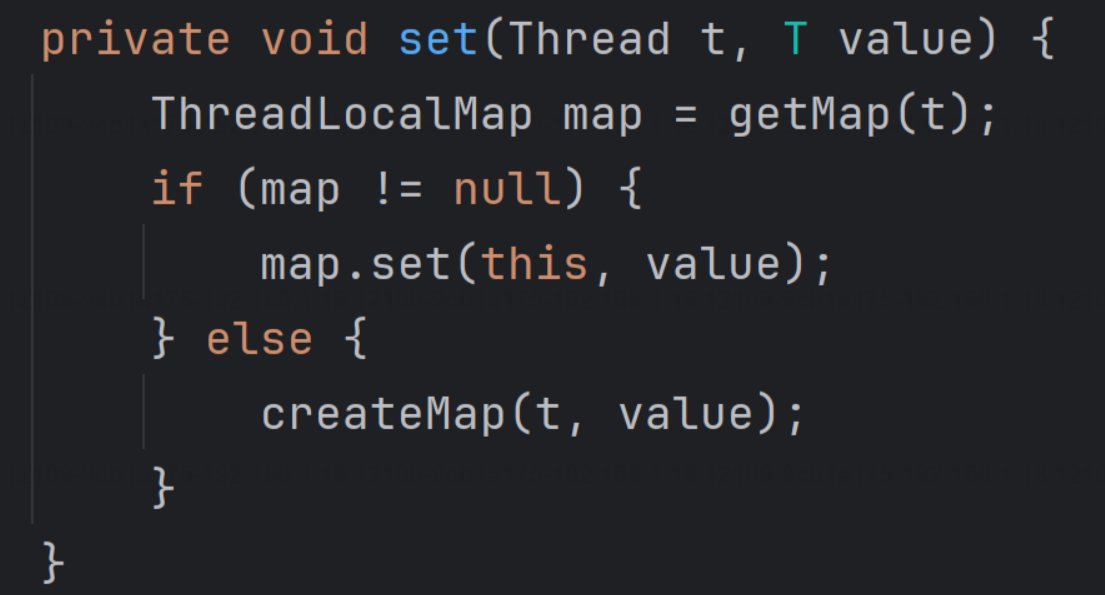 private void set(Thread t, T value) {
    ThreadLocalMap map = getMap(t);
    if (map != null) {
        map.set(this, value);
    } else {
        createMap(t, value);
    }
}